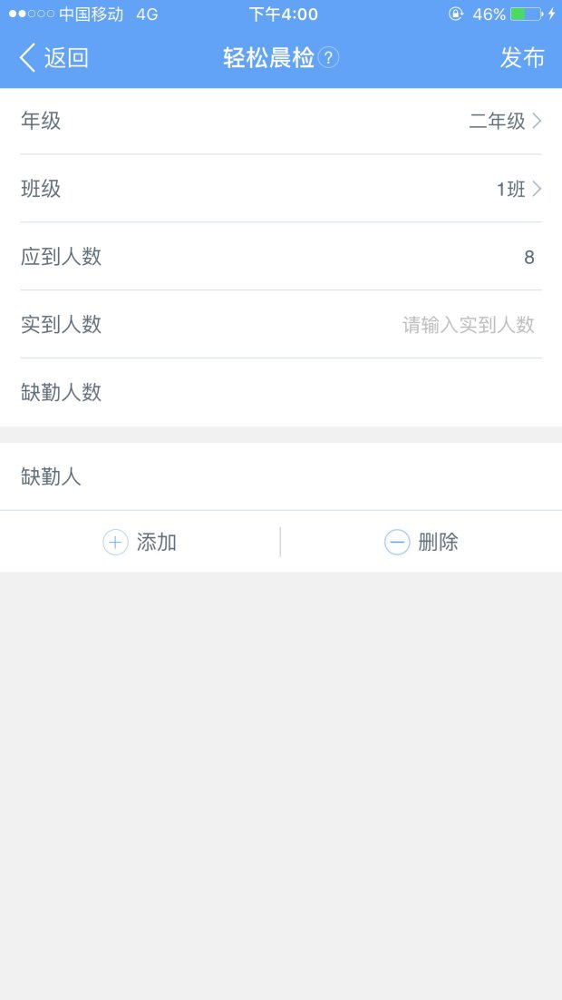 中国移动 4G 下午4:00 46%
返回 轻松晨检? 发布
年级 二年级
班级 1班
应到人数 8
实到人数 请输入实到人数
缺勤人数
缺勤人
添加 删除